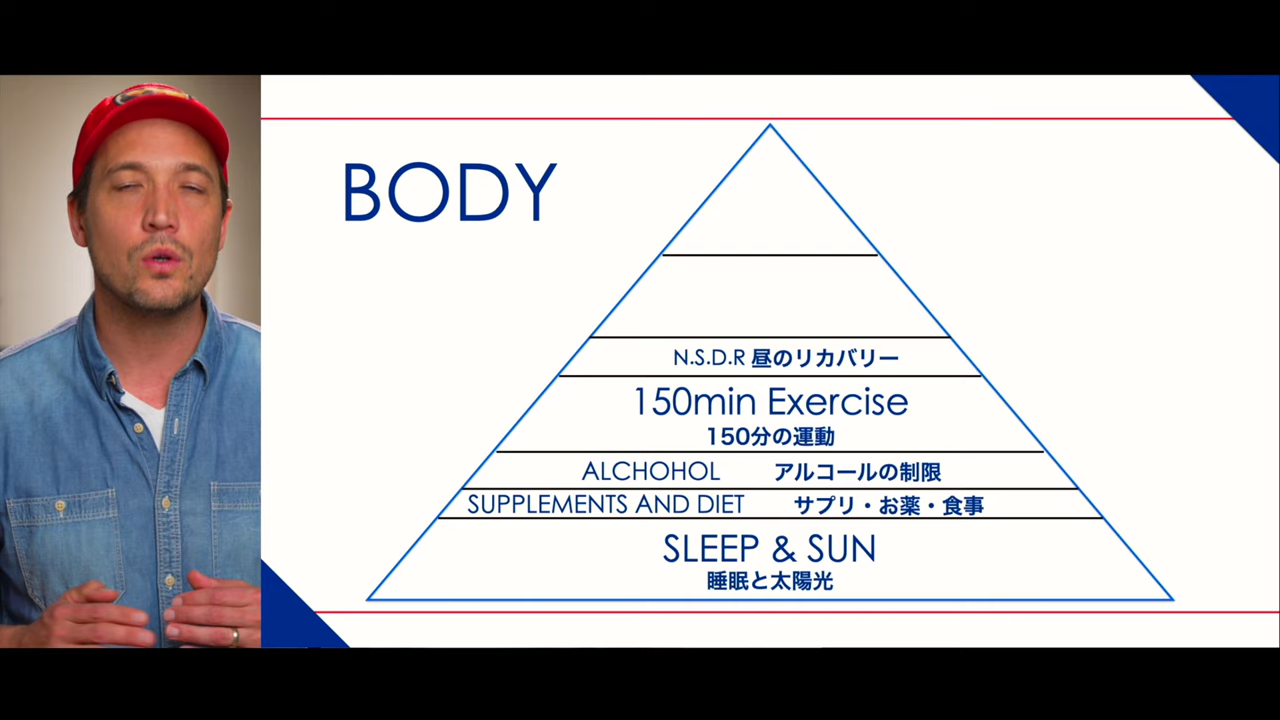 BODY
N.S.D.R 昼のリカバリー
150min Exercise
150分の運動
ALCHOHOL アルコールの制限
SUPPLEMENTS AND DIET サプリ・お薬・食事
SLEEP & SUN
睡眠と太陽光